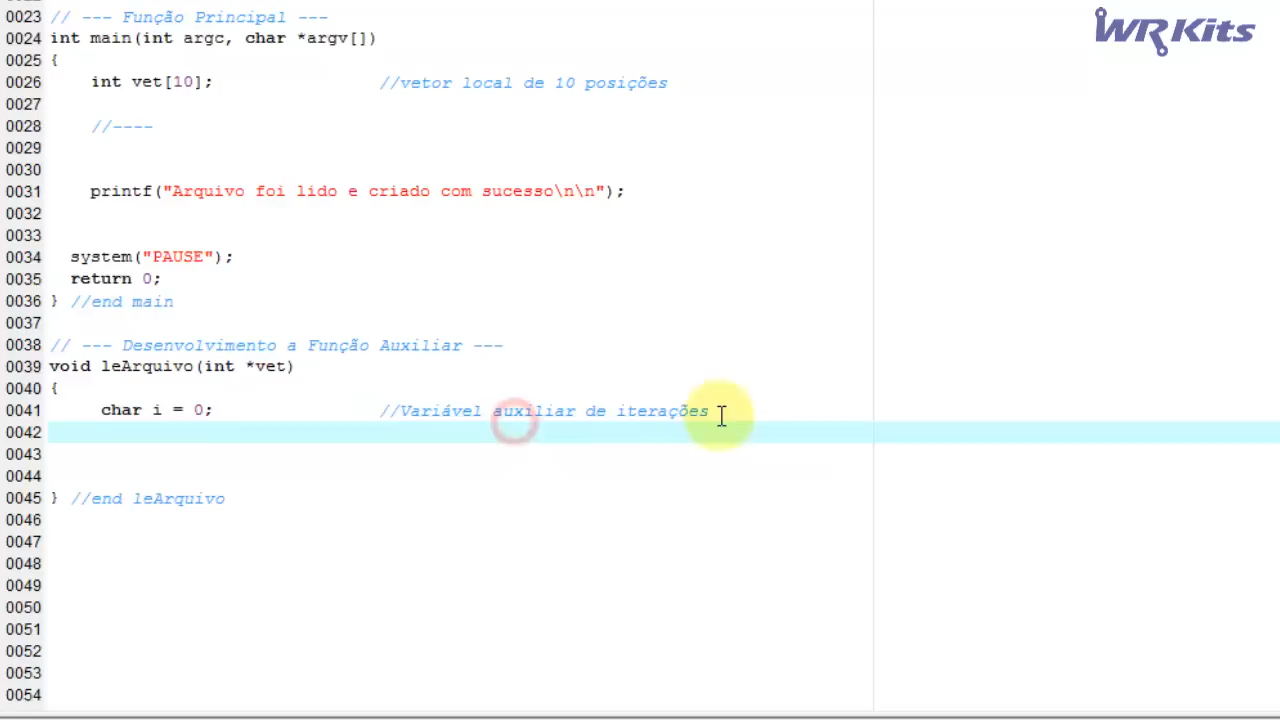 WR Kits
0023 // --- Função Principal ---
0024 int main(int argc, char *argv[])
0025 {
0026     int vet[10];                //vetor local de 10 posições
0027
0028     //----
0029
0030
0031     printf("Arquivo foi lido e criado com sucesso\n\n");
0032
0033
0034   system("PAUSE");
0035   return 0;
0036 } //end main
0037
0038 // --- Desenvolvimento a Função Auxiliar ---
0039 void leArquivo(int *vet)
0040 {
0041      char i = 0;                //Variável auxiliar de iterações
0042
0043
0044
0045 } //end leArquivo
0046
0047
0048
0049
0050
0051
0052
0053
0054